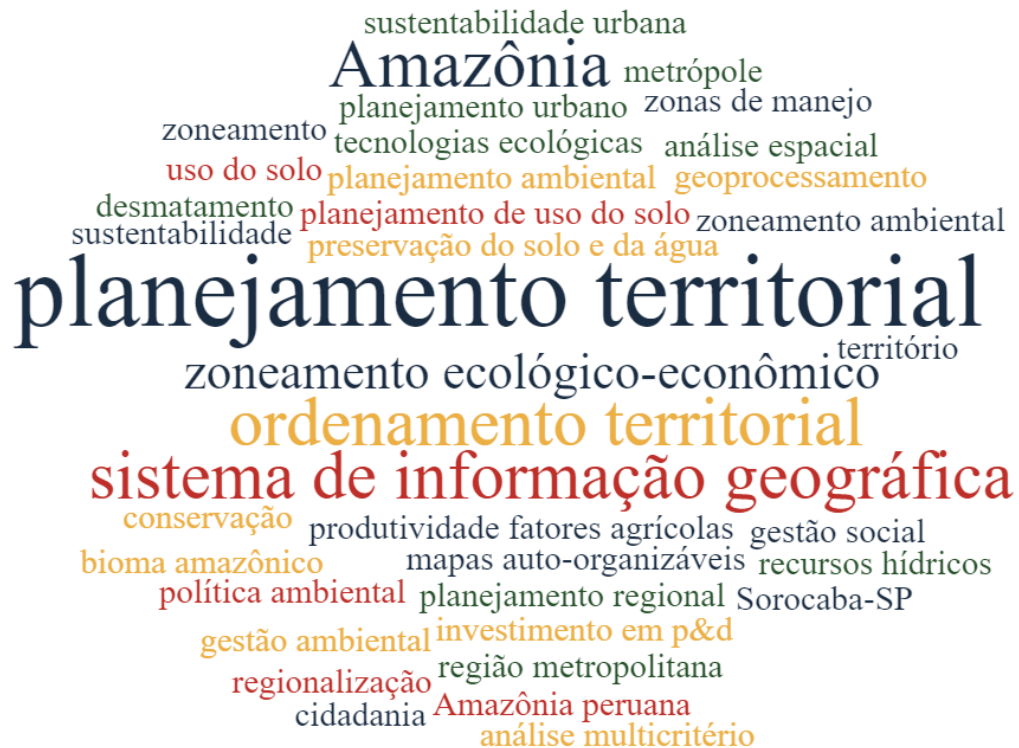 sustentabilidade urbana
Amazônia metrópole
planejamento urbano zonas de manejo
zoneamento tecnologias ecológicas análise espacial
uso do solo planejamento ambiental geoprocessamento
desmatamento planejamento de uso do solo zoneamento ambiental
sustentabilidade preservação do solo e da água
planejamento territorial
território
zoneamento ecológico-econômico
ordenamento territorial
sistema de informação geográfica
conservação produtividade fatores agrícolas gestão social
bioma amazônico mapas auto-organizáveis recursos hídricos
política ambiental planejamento regional Sorocaba-SP
gestão ambiental investimento em p&d
regionalização região metropolitana
cidadania Amazônia peruana
análise multicritério